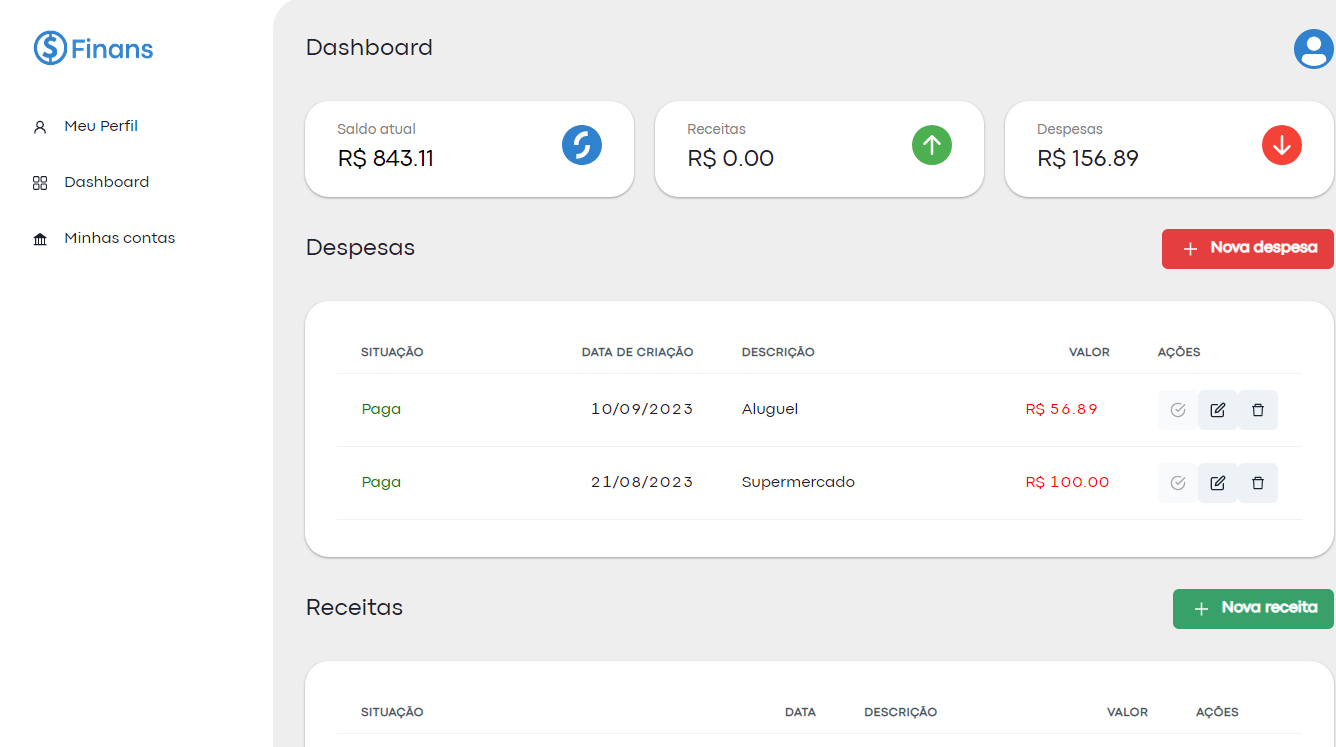 Finans
Meu Perfil
Dashboard
Minhas contas
Dashboard
Saldo atual
R$ 843.11
Receitas
R$ 0.00
Despesas
R$ 156.89
Despesas
+ Nova despesa
SITUAÇÃO DATA DE CRIAÇÃO DESCRIÇÃO VALOR AÇÕES
Paga 10/09/2023 Aluguel R$ 56.89
Paga 21/08/2023 Supermercado R$ 100.00
Receitas
+ Nova receita
SITUAÇÃO DATA DESCRIÇÃO VALOR AÇÕES